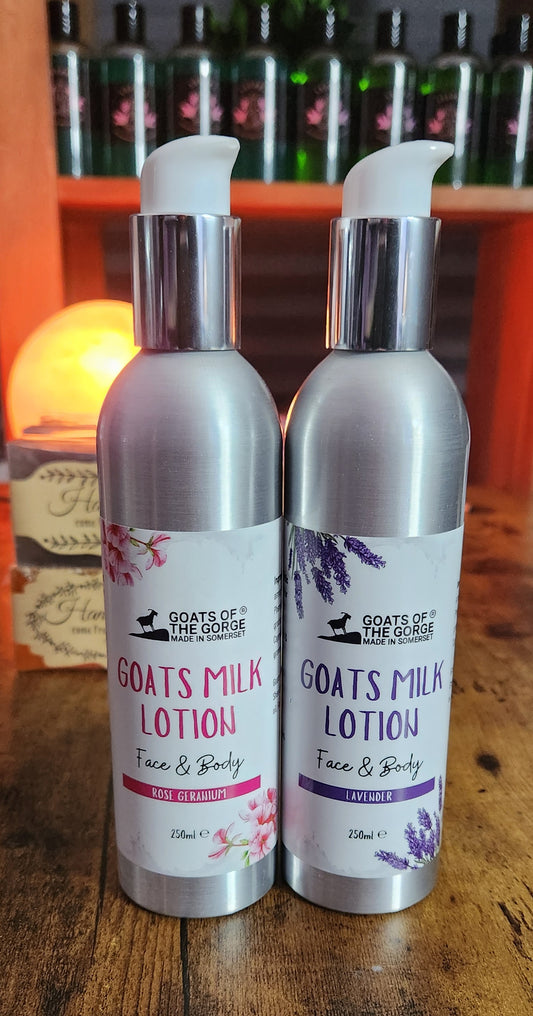 GOATS OF®
THE GORGE
MADE IN SOMERSET
GOATS MILK
LOTION
Face & Body
ROSE GERANIUM
250ml ℮
GOATS OF®
THE GORGE
MADE IN SOMERSET
GOATS MILK
LOTION
Face & Body
LAVENDER
250ml ℮